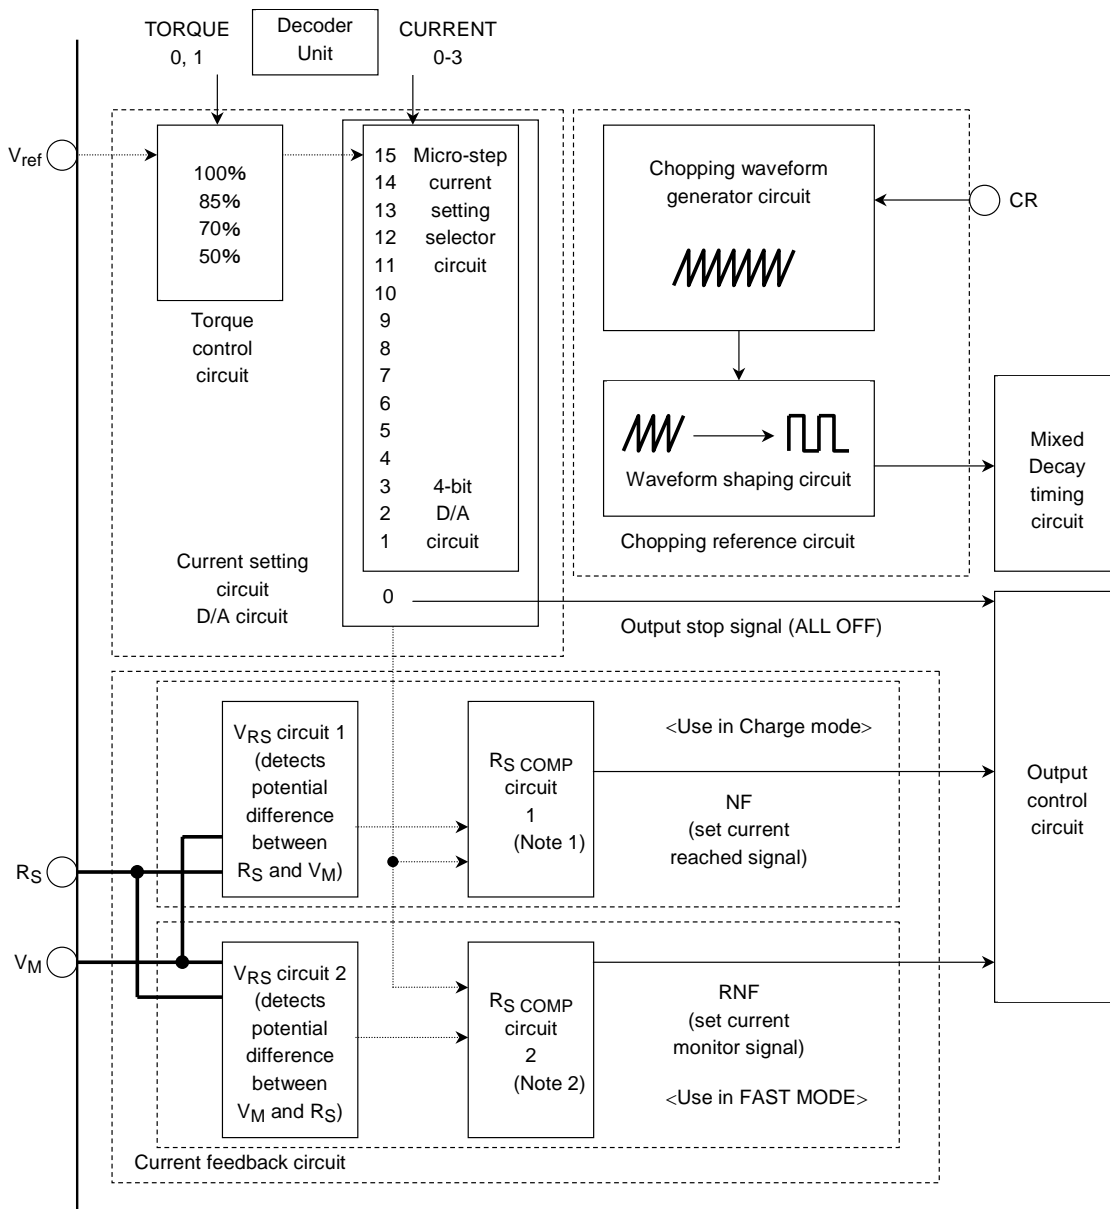 TORQUE
0, 1
Decoder
Unit
CURRENT
0-3
Vref
100%
85%
70%
50%
Torque
control
circuit
15 Micro-step
14 current
13 setting
12 selector
11 circuit
10
9
8
7
6
5
4
3 4-bit
2 D/A
1 circuit
0
Current setting
circuit
D/A circuit
Chopping waveform
generator circuit
CR
Waveform shaping circuit
Chopping reference circuit
Mixed
Decay
timing
circuit
Output stop signal (ALL OFF)
Output
control
circuit
VRS circuit 1
(detects
potential
difference
between
RS and VM)
RS COMP
circuit
1
(Note 1)
<Use in Charge mode>
NF
(set current
reached signal)
RS
VM
VRS circuit 2
(detects
potential
difference
between
VM and RS)
RS COMP
circuit
2
(Note 2)
RNF
(set current
monitor signal)
<Use in FAST MODE>
Current feedback circuit